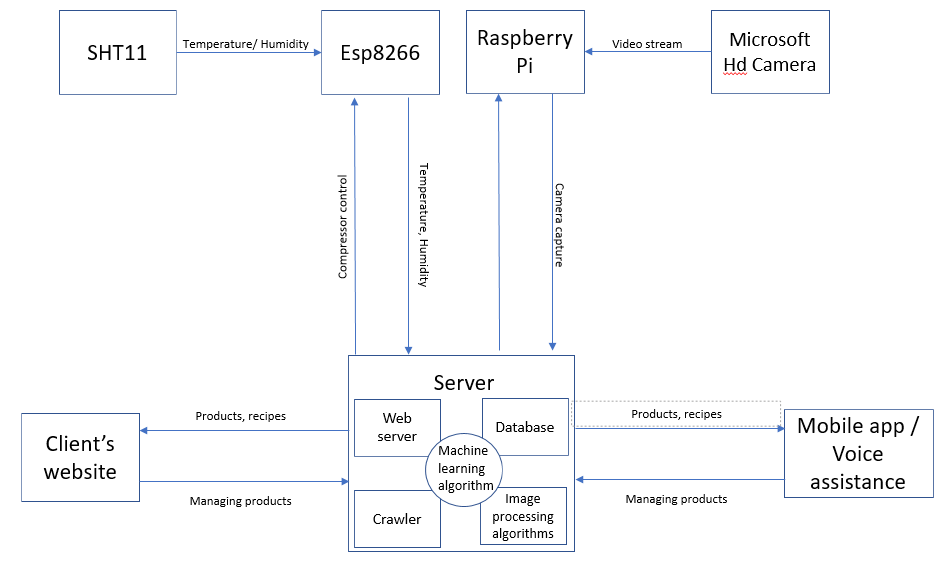 SHT11
Temperature/ Humidity
Esp8266
Raspberry
Pi
Video stream
Microsoft
Hd Camera
Compressor control
Temperature, Humidity
Camera capture
Server
Web
server
Database
Machine
learning
algorithm
Crawler
Image
processing
algorithms
Client’s
website
Products, recipes
Managing products
Products, recipes
Managing products
Mobile app /
Voice
assistance